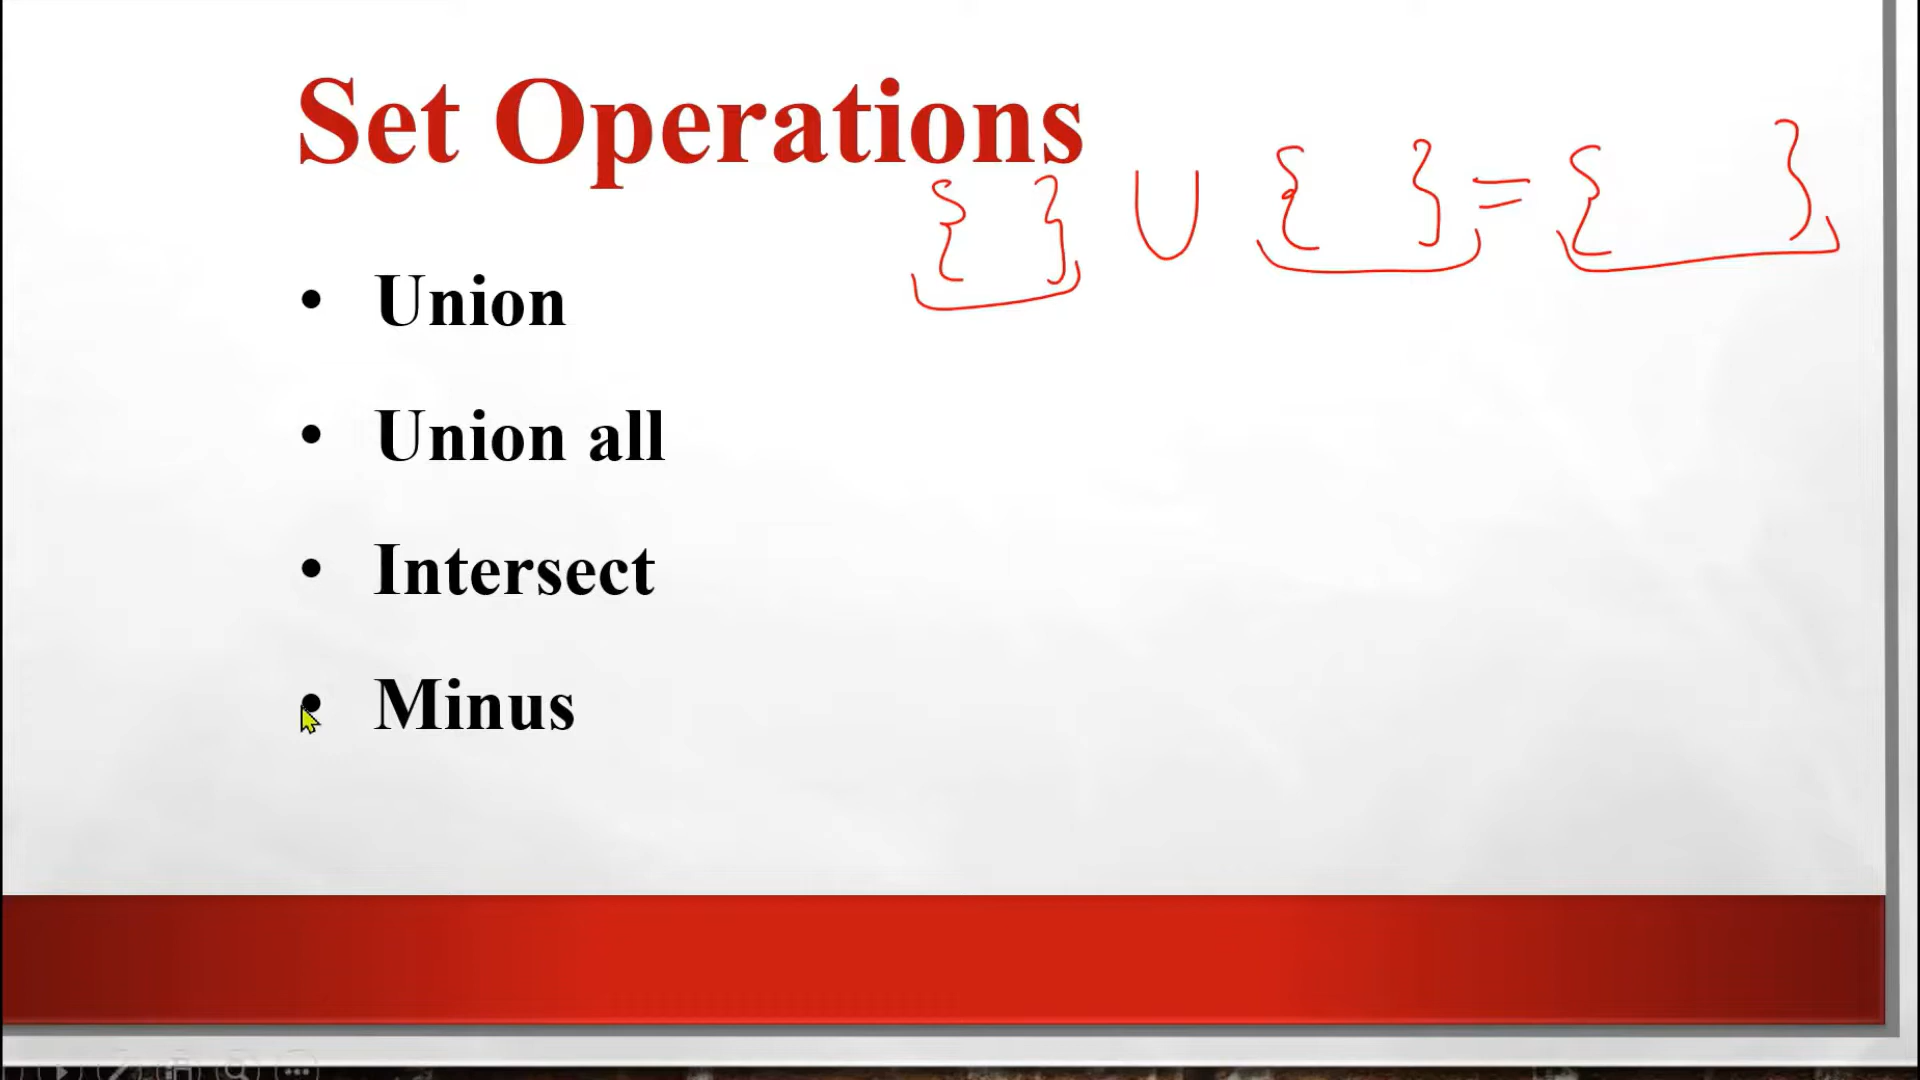 Set Operations
{ } ∪ { } = { }
• Union
• Union all
• Intersect
• Minus